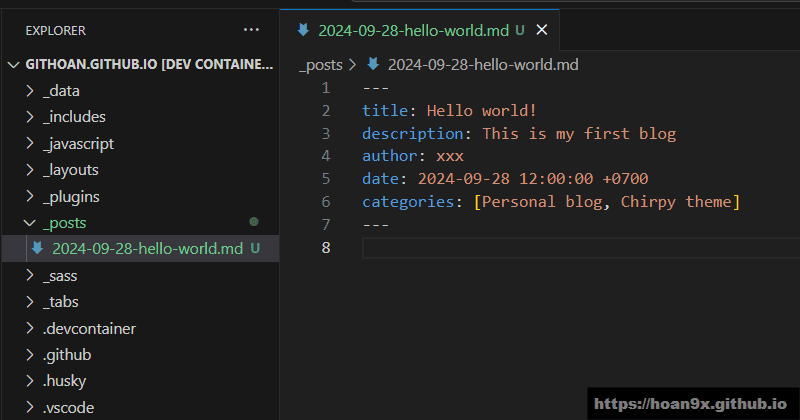 EXPLORER ...
GITHOAN.GITHUB.IO [DEV CONTAINE...
_data
_includes
_javascript
_layouts
_plugins
_posts
2024-09-28-hello-world.md U
_sass
_tabs
.devcontainer
.github
.husky
.vscode
2024-09-28-hello-world.md U
_posts > 2024-09-28-hello-world.md
1 ---
2 title: Hello world!
3 description: This is my first blog
4 author: xxx
5 date: 2024-09-28 12:00:00 +0700
6 categories: [Personal blog, Chirpy theme]
7 ---
8
https://hoan9x.github.io